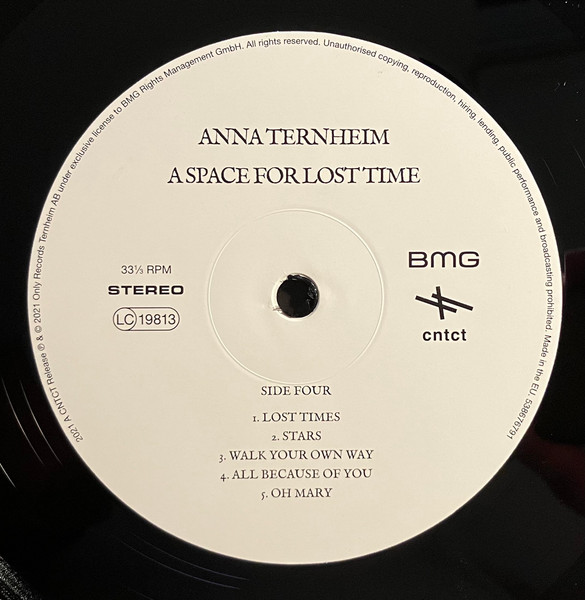 2021 A CNTCT Release ℗ & © 2021 Only Records Ternheim AB under exclusive license to BMG Rights Management GmbH. All rights reserved. Unauthorised copying, reproduction, hiring, lending, public performance and broadcasting prohibited. Made in the EU. 538676791
ANNA TERNHEIM
A SPACE FOR LOST TIME
33⅓ RPM
STEREO
LC 19813
BMG
cntct
SIDE FOUR
1. LOST TIMES
2. STARS
3. WALK YOUR OWN WAY
4. ALL BECAUSE OF YOU
5. OH MARY